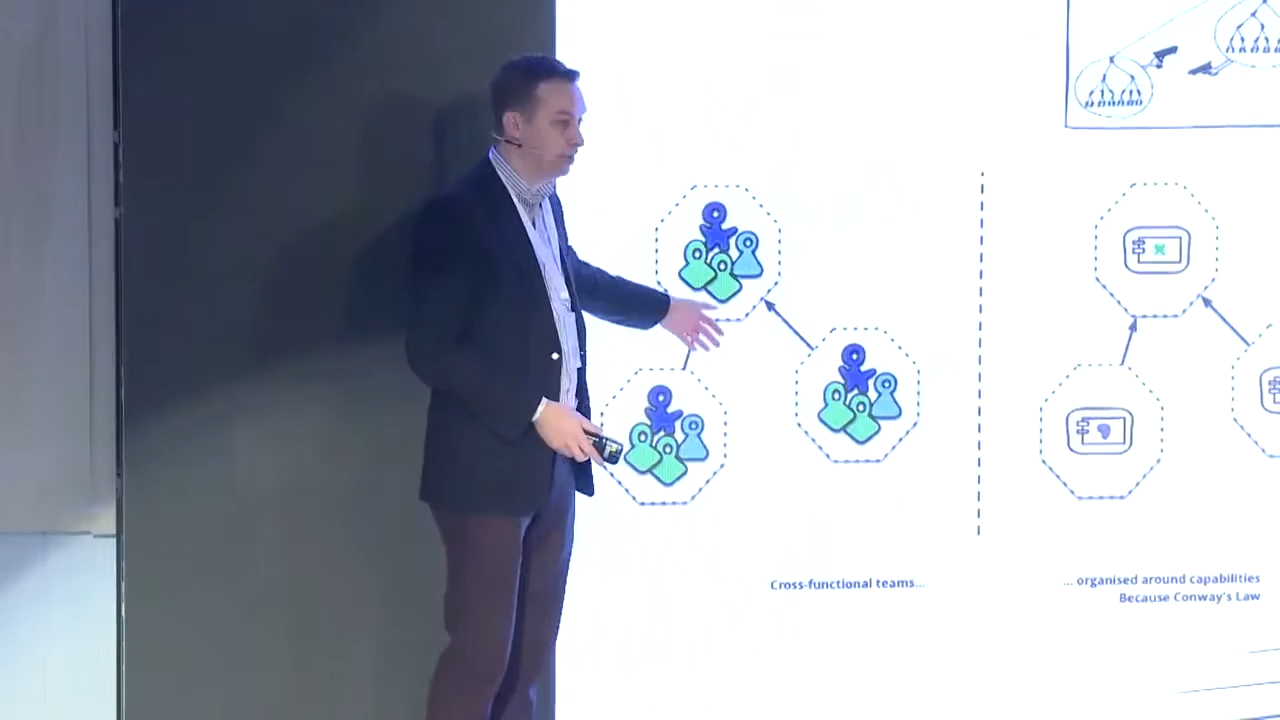 Cross-functional teams...
... organised around capabilities
Because Conway's Law